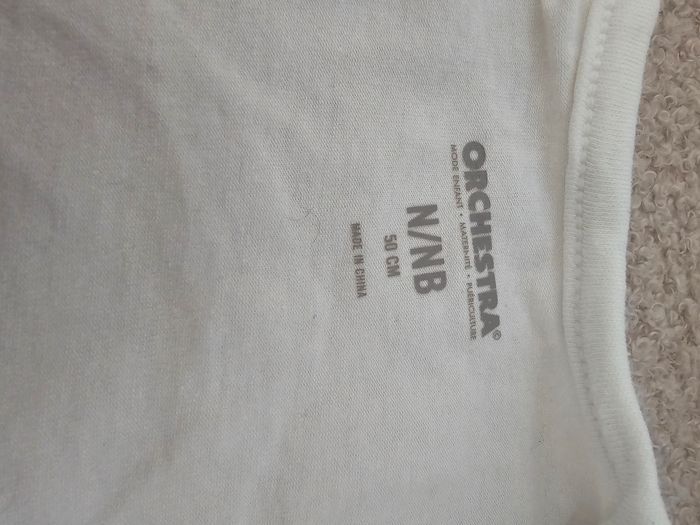 ORCHESTRA©
MODE ENFANT • MATERNITÉ • PUÉRICULTURE
N/NB
50 CM
MADE IN CHINA